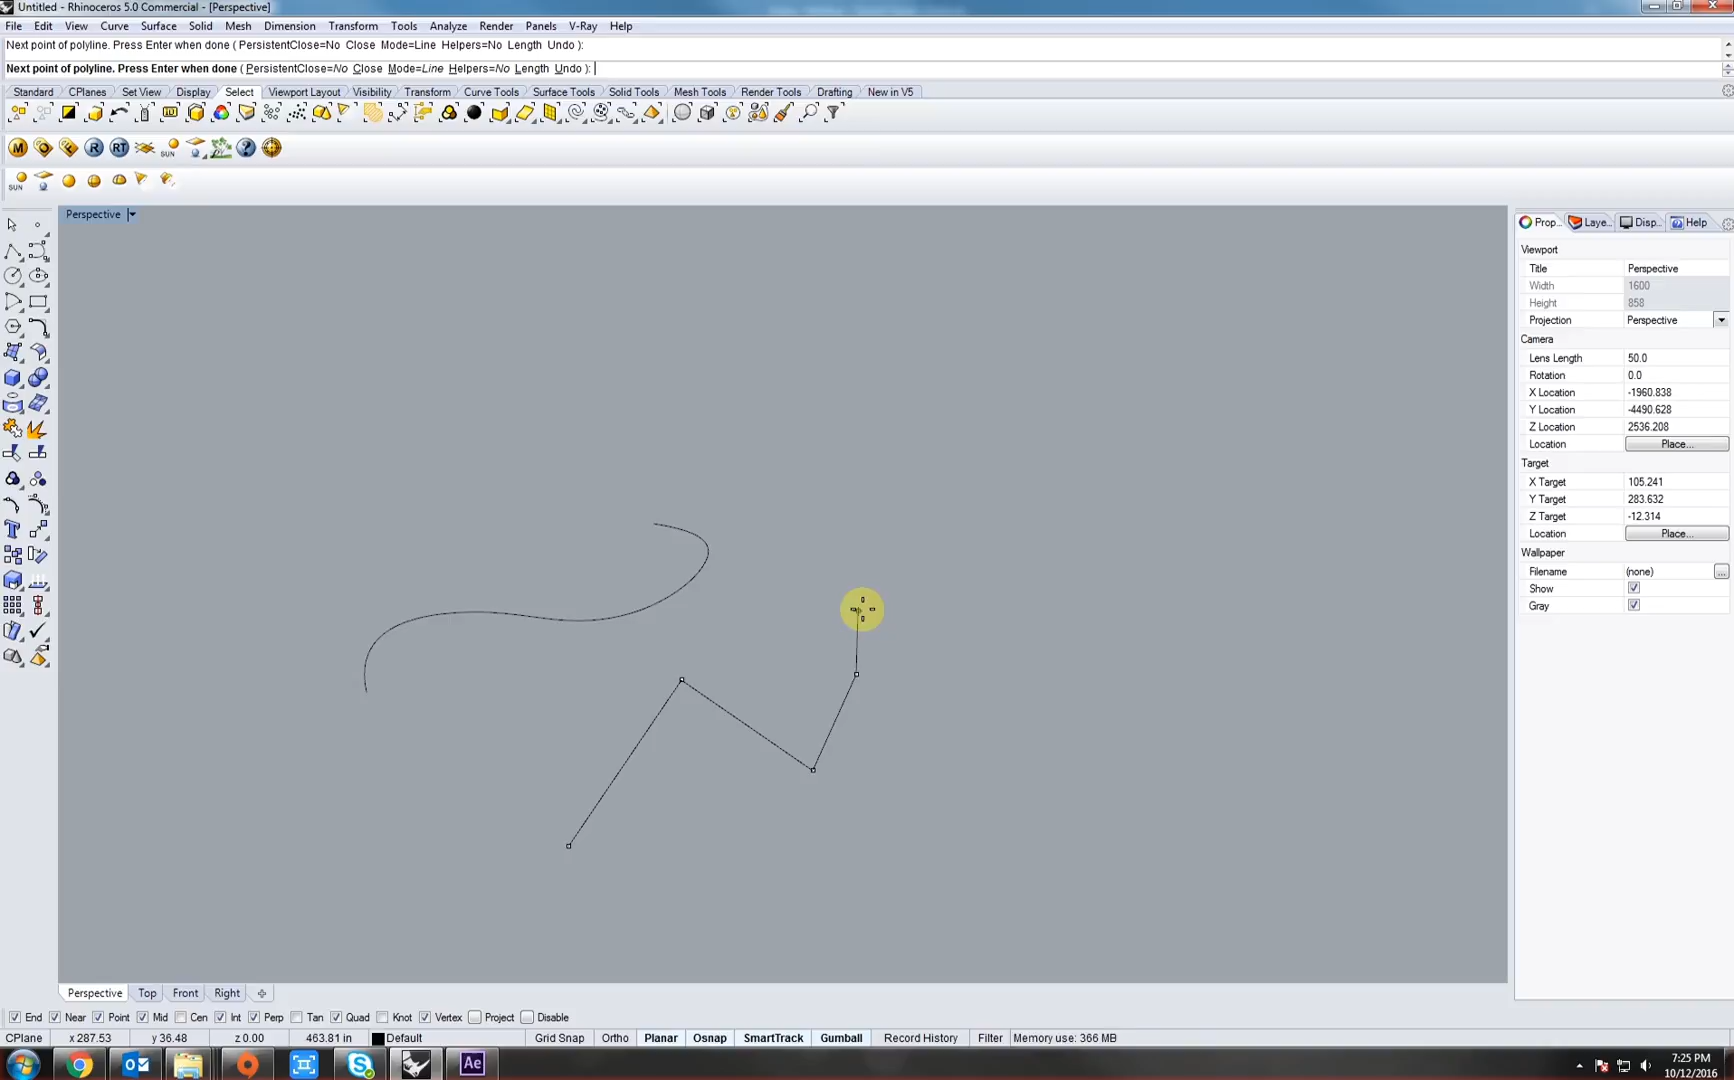 Untitled - Rhinoceros 5.0 Commercial - [Perspective]
File Edit View Curve Surface Solid Mesh Dimension Transform Tools Analyze Render Panels V-Ray Help
Next point of polyline. Press Enter when done ( PersistentClose=No Close Mode=Line Helpers=No Length Undo ):
Next point of polyline. Press Enter when done ( PersistentClose=No Close Mode=Line Helpers=No Length Undo ):
Standard CPlanes Set View Display Select Viewport Layout Visibility Transform Curve Tools Surface Tools Solid Tools Mesh Tools Render Tools Drafting New in V5
M R RT SUN ?
SUN
Perspective
Prop... Laye... Disp... Help
Viewport
Title Perspective
Width 1600
Height 858
Projection Perspective
Camera
Lens Length 50.0
Rotation 0.0
X Location -1960.838
Y Location -4490.628
Z Location 2536.208
Location Place...
Target
X Target 105.241
Y Target 283.632
Z Target -12.314
Location Place...
Wallpaper
Filename (none) ...
Show
Gray
Perspective Top Front Right
End Near Point Mid Cen Int Perp Tan Quad Knot Vertex Project Disable
CPlane x 287.53 y 36.48 z 0.00 463.81 in Default Grid Snap Ortho Planar Osnap SmartTrack Gumball Record History Filter Memory use: 366 MB
Ae
7:25 PM
10/12/2016